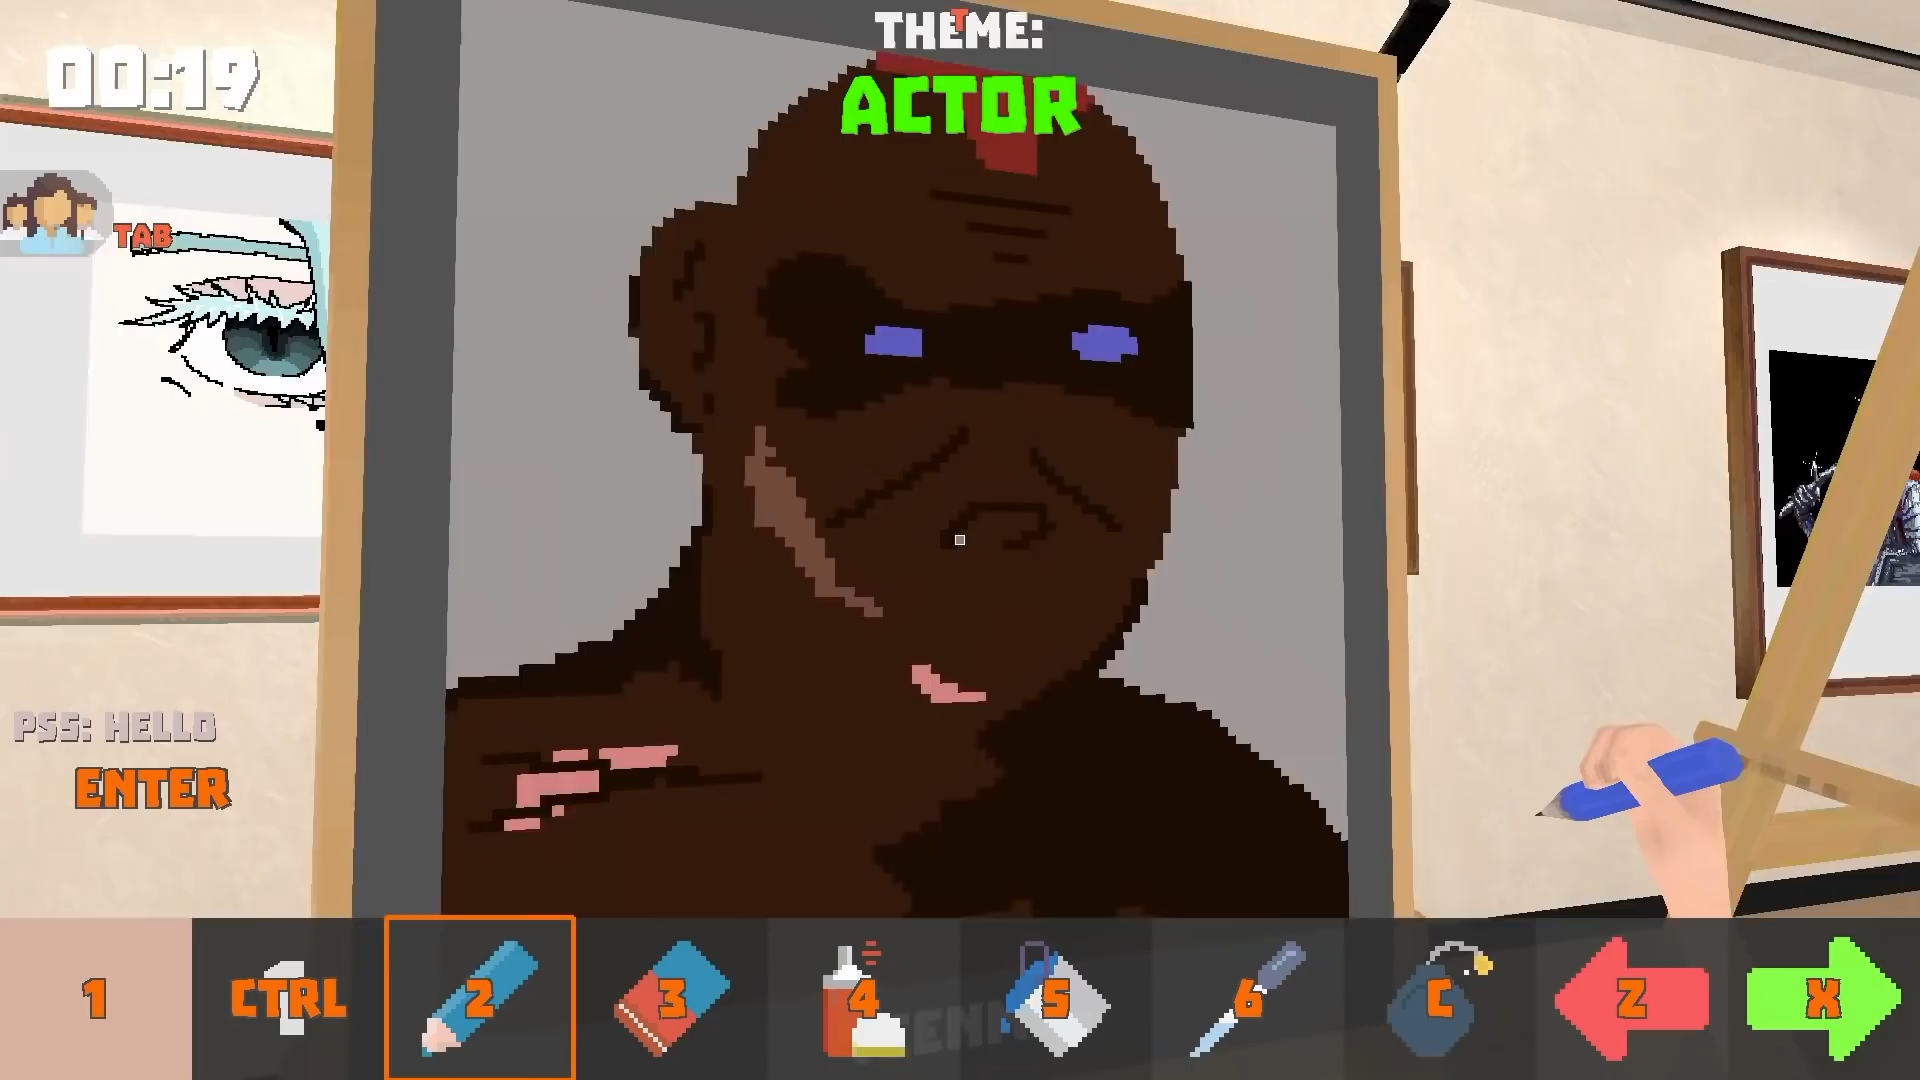 THEME:
T
ACTOR
00:19
TAB
PSS: HELLO
ENTER
1
CTRL
2
3
4
5
6
C
Z
X